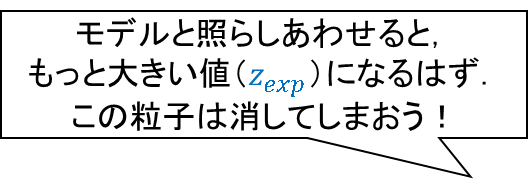 モデルと照らしあわせると，
もっと大きい値（z_exp）になるはず．
この粒子は消してしまおう！